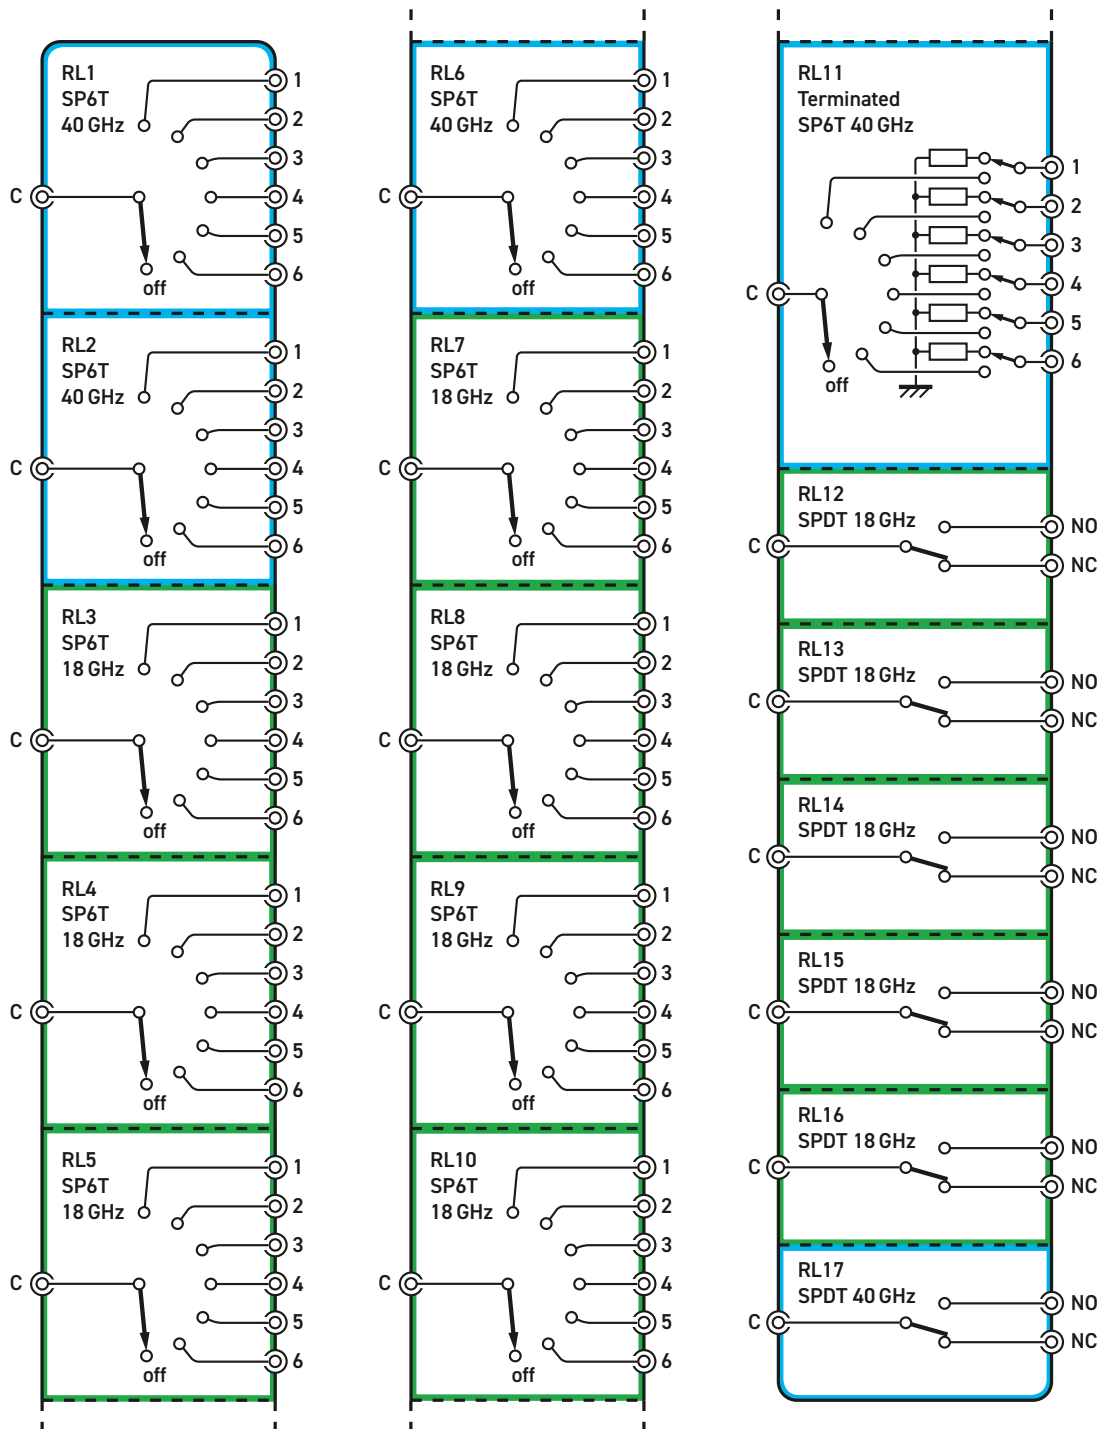 RL1
SP6T
40 GHz
C
off
1
2
3
4
5
6
RL2
SP6T
40 GHz
C
off
1
2
3
4
5
6
RL3
SP6T
18 GHz
C
off
1
2
3
4
5
6
RL4
SP6T
18 GHz
C
off
1
2
3
4
5
6
RL5
SP6T
18 GHz
C
off
1
2
3
4
5
6
RL6
SP6T
40 GHz
C
off
1
2
3
4
5
6
RL7
SP6T
18 GHz
C
off
1
2
3
4
5
6
RL8
SP6T
18 GHz
C
off
1
2
3
4
5
6
RL9
SP6T
18 GHz
C
off
1
2
3
4
5
6
RL10
SP6T
18 GHz
C
off
1
2
3
4
5
6
RL11
Terminated
SP6T 40 GHz
C
off
1
2
3
4
5
6
RL12
SPDT 18 GHz
C
NO
NC
RL13
SPDT 18 GHz
C
NO
NC
RL14
SPDT 18 GHz
C
NO
NC
RL15
SPDT 18 GHz
C
NO
NC
RL16
SPDT 18 GHz
C
NO
NC
RL17
SPDT 40 GHz
C
NO
NC